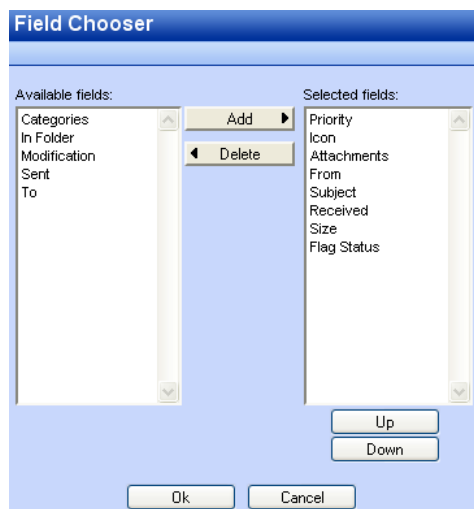 Field Chooser
Available fields:
Categories
In Folder
Modification
Sent
To
Add
Delete
Selected fields:
Priority
Icon
Attachments
From
Subject
Received
Size
Flag Status
Up
Down
Ok
Cancel